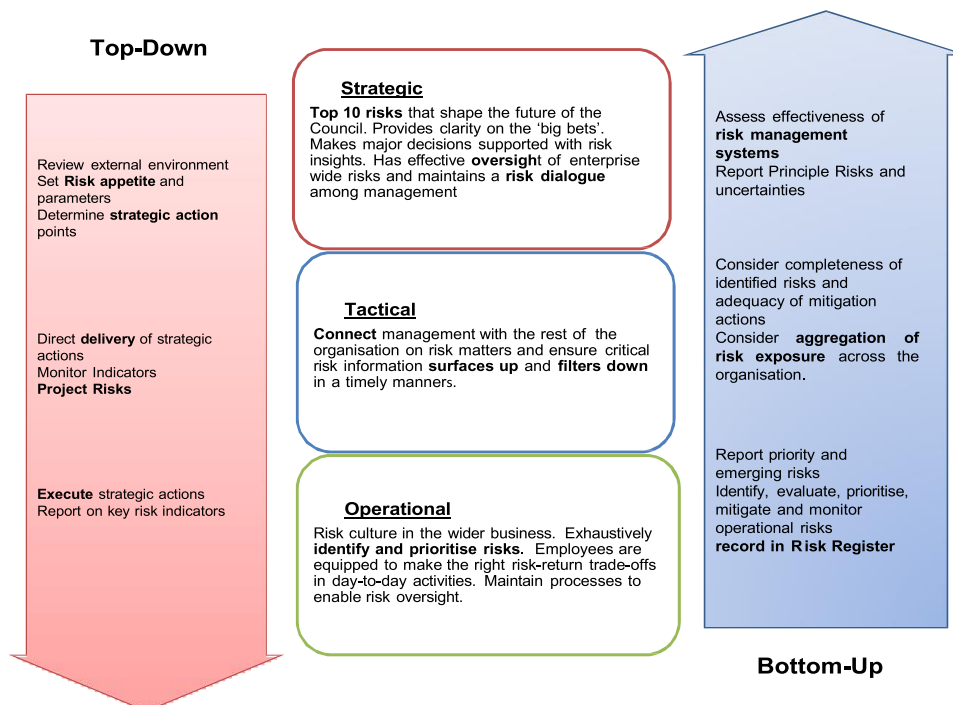 Top-Down
Review external environment
Set Risk appetite and
parameters
Determine strategic action
points
Direct delivery of strategic
actions
Monitor Indicators
Project Risks
Execute strategic actions
Report on key risk indicators
Strategic
Top 10 risks that shape the future of the
Council. Provides clarity on the ‘big bets’.
Makes major decisions supported with risk
insights. Has effective oversight of enterprise
wide risks and maintains a risk dialogue
among management
Tactical
Connect management with the rest of the
organisation on risk matters and ensure critical
risk information surfaces up and filters down
in a timely manners.
Operational
Risk culture in the wider business. Exhaustively
identify and prioritise risks. Employees are
equipped to make the right risk-return trade-offs
in day-to-day activities. Maintain processes to
enable risk oversight.
Assess effectiveness of
risk management
systems
Report Principle Risks and
uncertainties
Consider completeness of
identified risks and
adequacy of mitigation
actions
Consider aggregation of
risk exposure across the
organisation.
Report priority and
emerging risks
Identify, evaluate, prioritise,
mitigate and monitor
operational risks
record in Risk Register
Bottom-Up